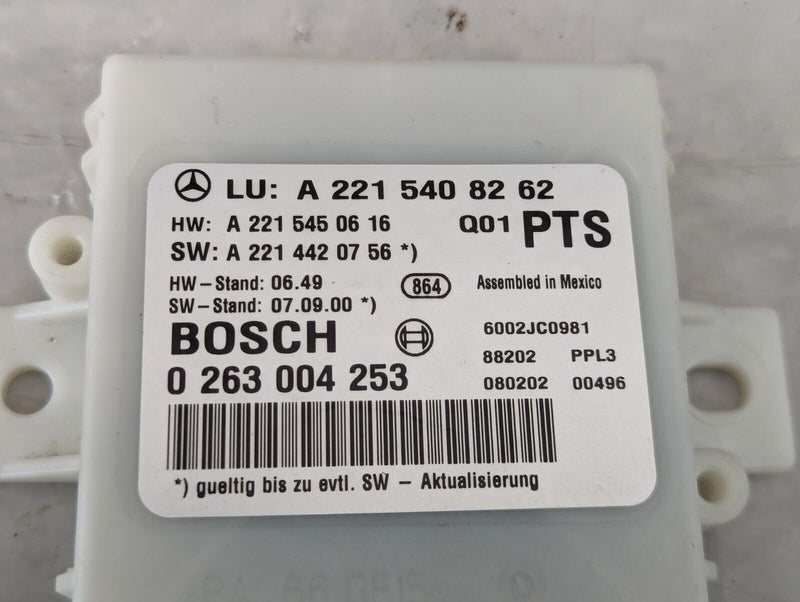 LU: A 221 540 82 62
HW: A 221 545 06 16 Q01 PTS
SW: A 221 442 07 56 *)
HW-Stand: 06.49 864 Assembled in Mexico
SW-Stand: 07.09.00 *)
BOSCH 6002JC0981
88202 PPL3
0 263 004 253 080202 00496
*) gueltig bis zu evtl. SW - Aktualisierung